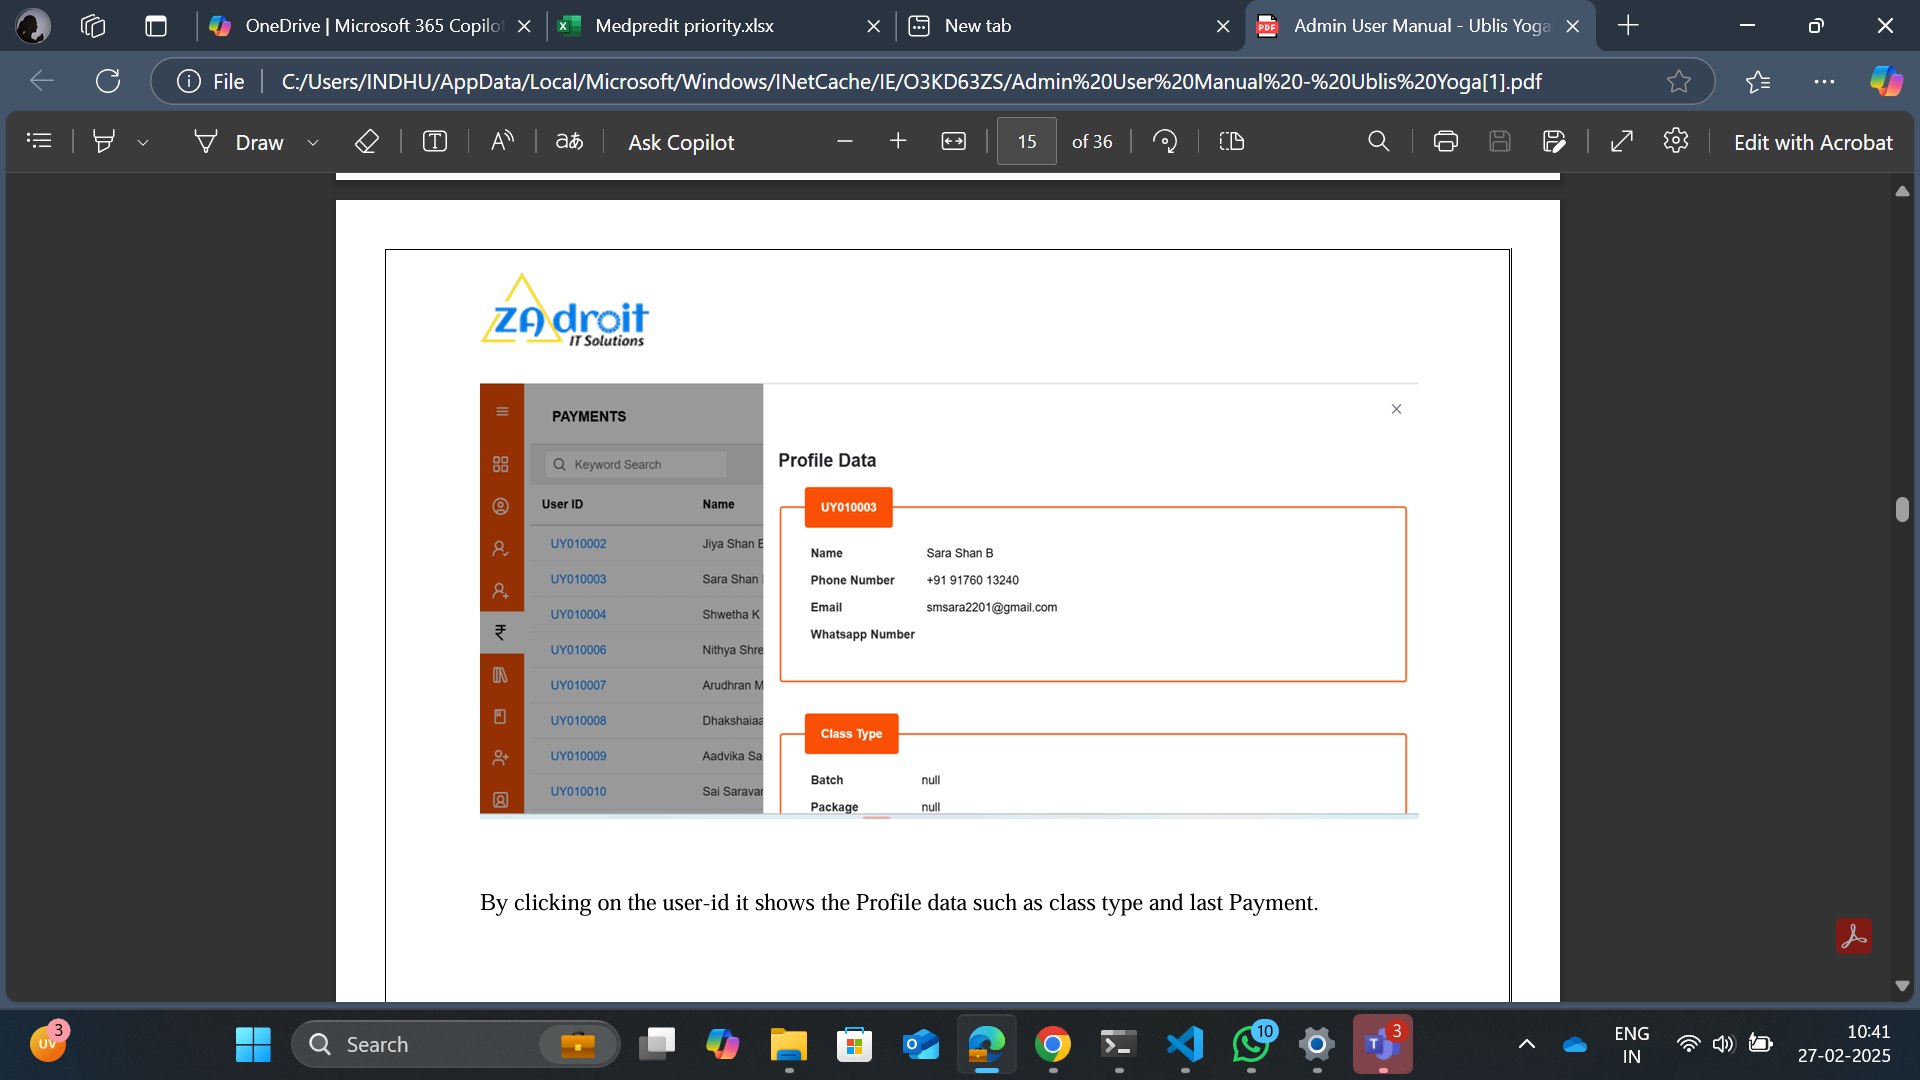 OneDrive | Microsoft 365 Copilot
Medpredit priority.xlsx
New tab
Admin User Manual - Ublis Yoga
File
C:/Users/INDHU/AppData/Local/Microsoft/Windows/INetCache/IE/O3KD63ZS/Admin%20User%20Manual%20-%20Ublis%20Yoga[1].pdf
Draw
Ask Copilot
15 of 36
Edit with Acrobat
ZAdroit
IT Solutions
PAYMENTS
Keyword Search
User ID Name
UY010002 Jiya Shan B
UY010003 Sara Shan
UY010004 Shwetha K
UY010006 Nithya Shre
UY010007 Arudhran M
UY010008 Dhakshaiaa
UY010009 Aadvika Sa
UY010010 Sai Saravan
Profile Data
UY010003
Name Sara Shan B
Phone Number +91 91760 13240
Email smsara2201@gmail.com
Whatsapp Number
Class Type
Batch null
Package null
By clicking on the user-id it shows the Profile data such as class type and last Payment.
UV 3
Search
10
3
ENG
IN
10:41
27-02-2025